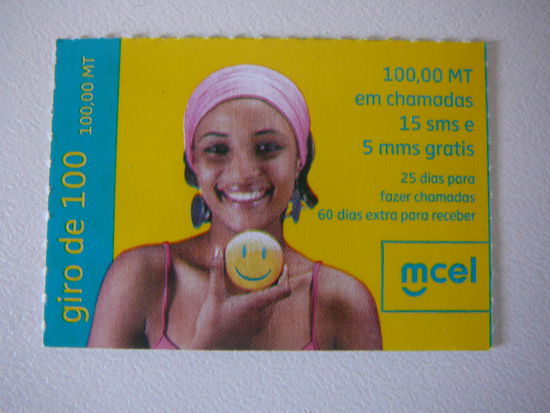 giro de 100 100,00 MT
100,00 MT
em chamadas
15 sms e
5 mms gratis
25 dias para
fazer chamadas
60 dias extra para receber
mcel